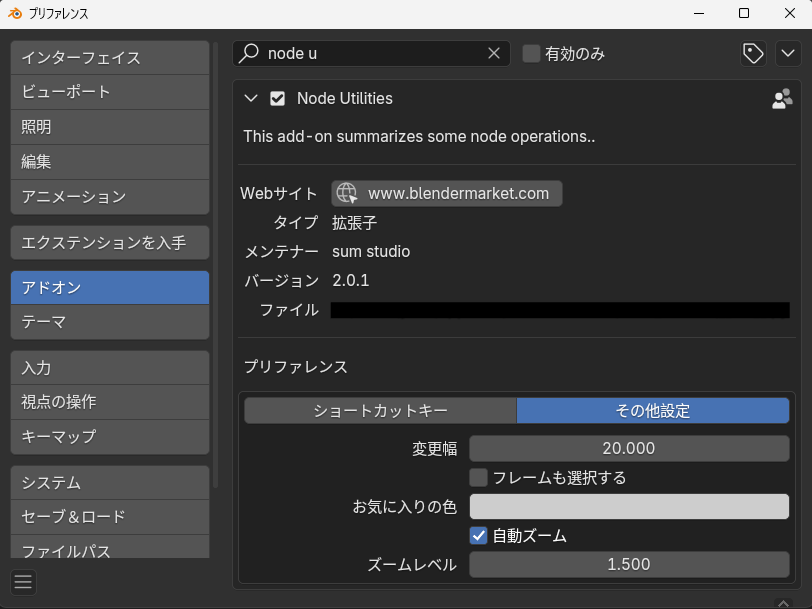 プリファレンス
インターフェイス
ビューポート
照明
編集
アニメーション
エクステンションを入手
アドオン
テーマ
入力
視点の操作
キーマップ
システム
セーブ＆ロード
ファイルパス
node u
有効のみ
Node Utilities
This add-on summarizes some node operations..
Webサイト www.blendermarket.com
タイプ 拡張子
メンテナー sum studio
バージョン 2.0.1
ファイル
プリファレンス
ショートカットキー その他設定
変更幅 20.000
フレームも選択する
お気に入りの色
自動ズーム
ズームレベル 1.500